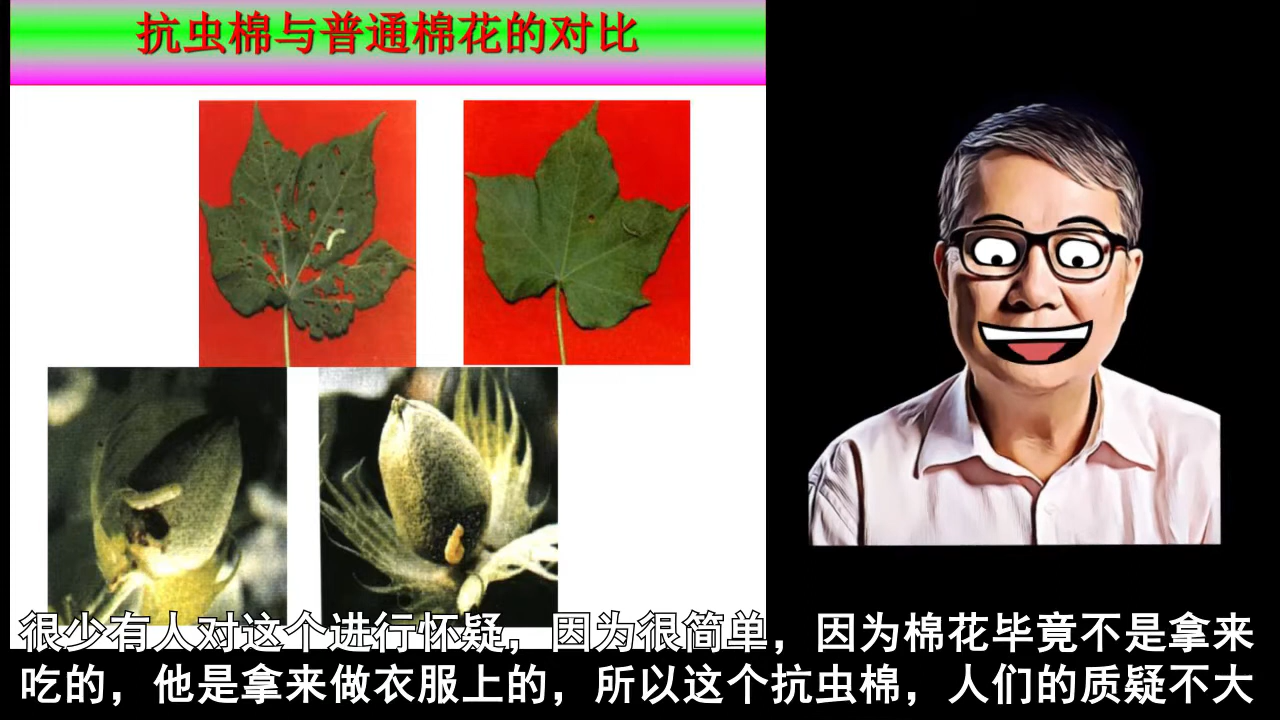 抗虫棉与普通棉花的对比
很少有人对这个进行怀疑，因为很简单，因为棉花毕竟不是拿来
吃的，他是拿来做衣服上的，所以这个抗虫棉，人们的质疑不大